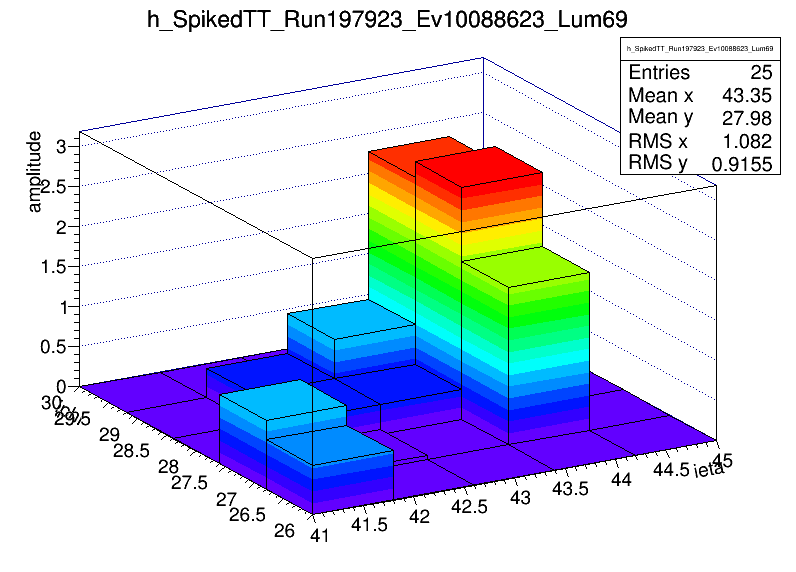 h_SpikedTT_Run197923_Ev10088623_Lum69
h_SpikedTT_Run197923_Ev10088623_Lum69
Entries 25
Mean x 43.35
Mean y 27.98
RMS x 1.082
RMS y 0.9155
amplitude
3
2.5
2
1.5
1
0.5
0
30
29.5
29
28.5
28
27.5
27
26.5
26
41
41.5
42
42.5
43
43.5
44
44.5
45
ieta